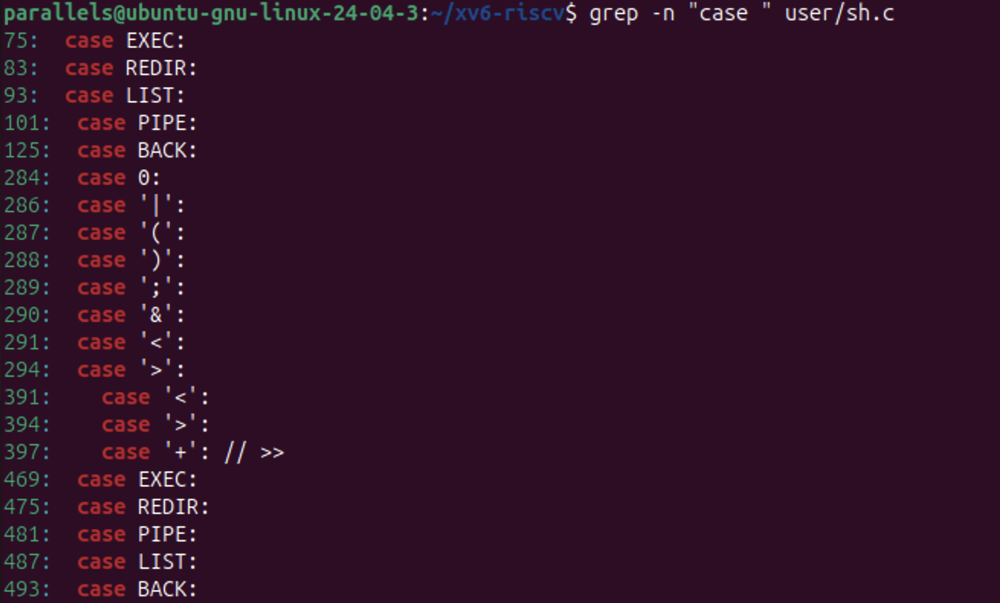 parallels@ubuntu-gnu-linux-24-04-3:~/xv6-riscv$ grep -n "case " user/sh.c
75:  case EXEC:
83:  case REDIR:
93:  case LIST:
101:  case PIPE:
125:  case BACK:
284:  case 0:
286:  case '|':
287:  case '(':
288:  case ')':
289:  case ';':
290:  case '&':
291:  case '<':
294:  case '>':
391:    case '<':
394:    case '>':
397:    case '+': // >>
469:  case EXEC:
475:  case REDIR:
481:  case PIPE:
487:  case LIST:
493:  case BACK: